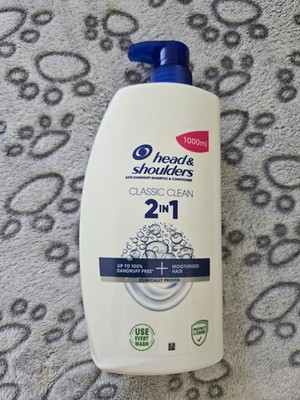 1000ml
head &
shoulders
ANTI-DANDRUFF SHAMPOO & CONDITIONER
CLASSIC CLEAN
2IN1
UP TO 100%
DANDRUFF FREE*
+
MOISTURISED
HAIR
CLINICALLY PROVEN
USE
EVERY
WASH